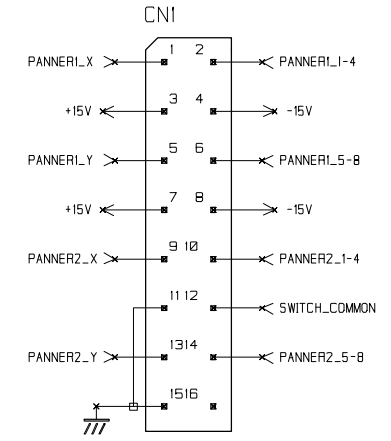 CN1
PANNER1_X 1 2 PANNER1_1-4
+15V 3 4 -15V
PANNER1_Y 5 6 PANNER1_5-8
+15V 7 8 -15V
PANNER2_X 9 10 PANNER2_1-4
11 12 SWITCH_COMMON
PANNER2_Y 13 14 PANNER2_5-8
15 16